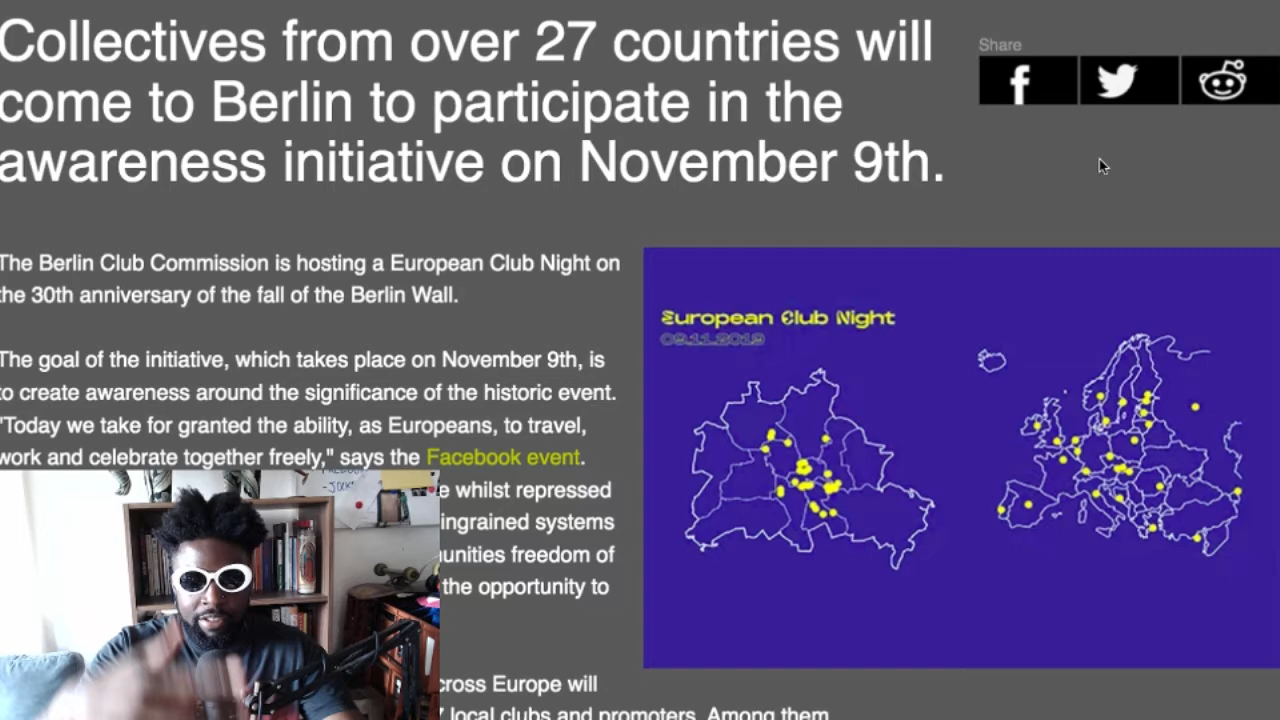 Collectives from over 27 countries will
come to Berlin to participate in the
awareness initiative on November 9th.
Share
The Berlin Club Commission is hosting a European Club Night on
the 30th anniversary of the fall of the Berlin Wall.
The goal of the initiative, which takes place on November 9th, is
to create awareness around the significance of the historic event.
"Today we take for granted the ability, as Europeans, to travel,
work and celebrate together freely," says the Facebook event.
e whilst repressed
ingrained systems
unities freedom of
the opportunity to
cross Europe will
local clubs and promoters. Among them
European Club Night
09.11.2019